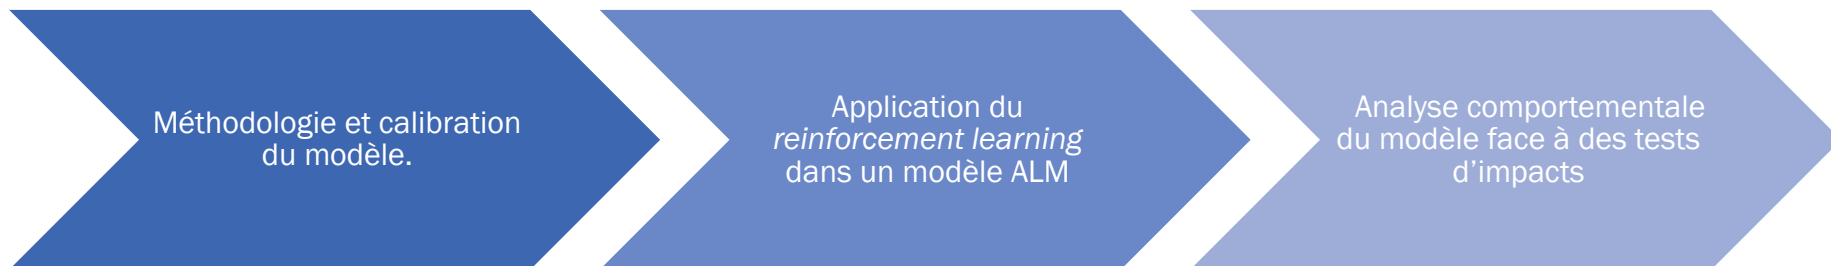 Méthodologie et calibration
du modèle.
Application du
reinforcement learning
dans un modèle ALM
Analyse comportementale
du modèle face à des tests
d’impacts